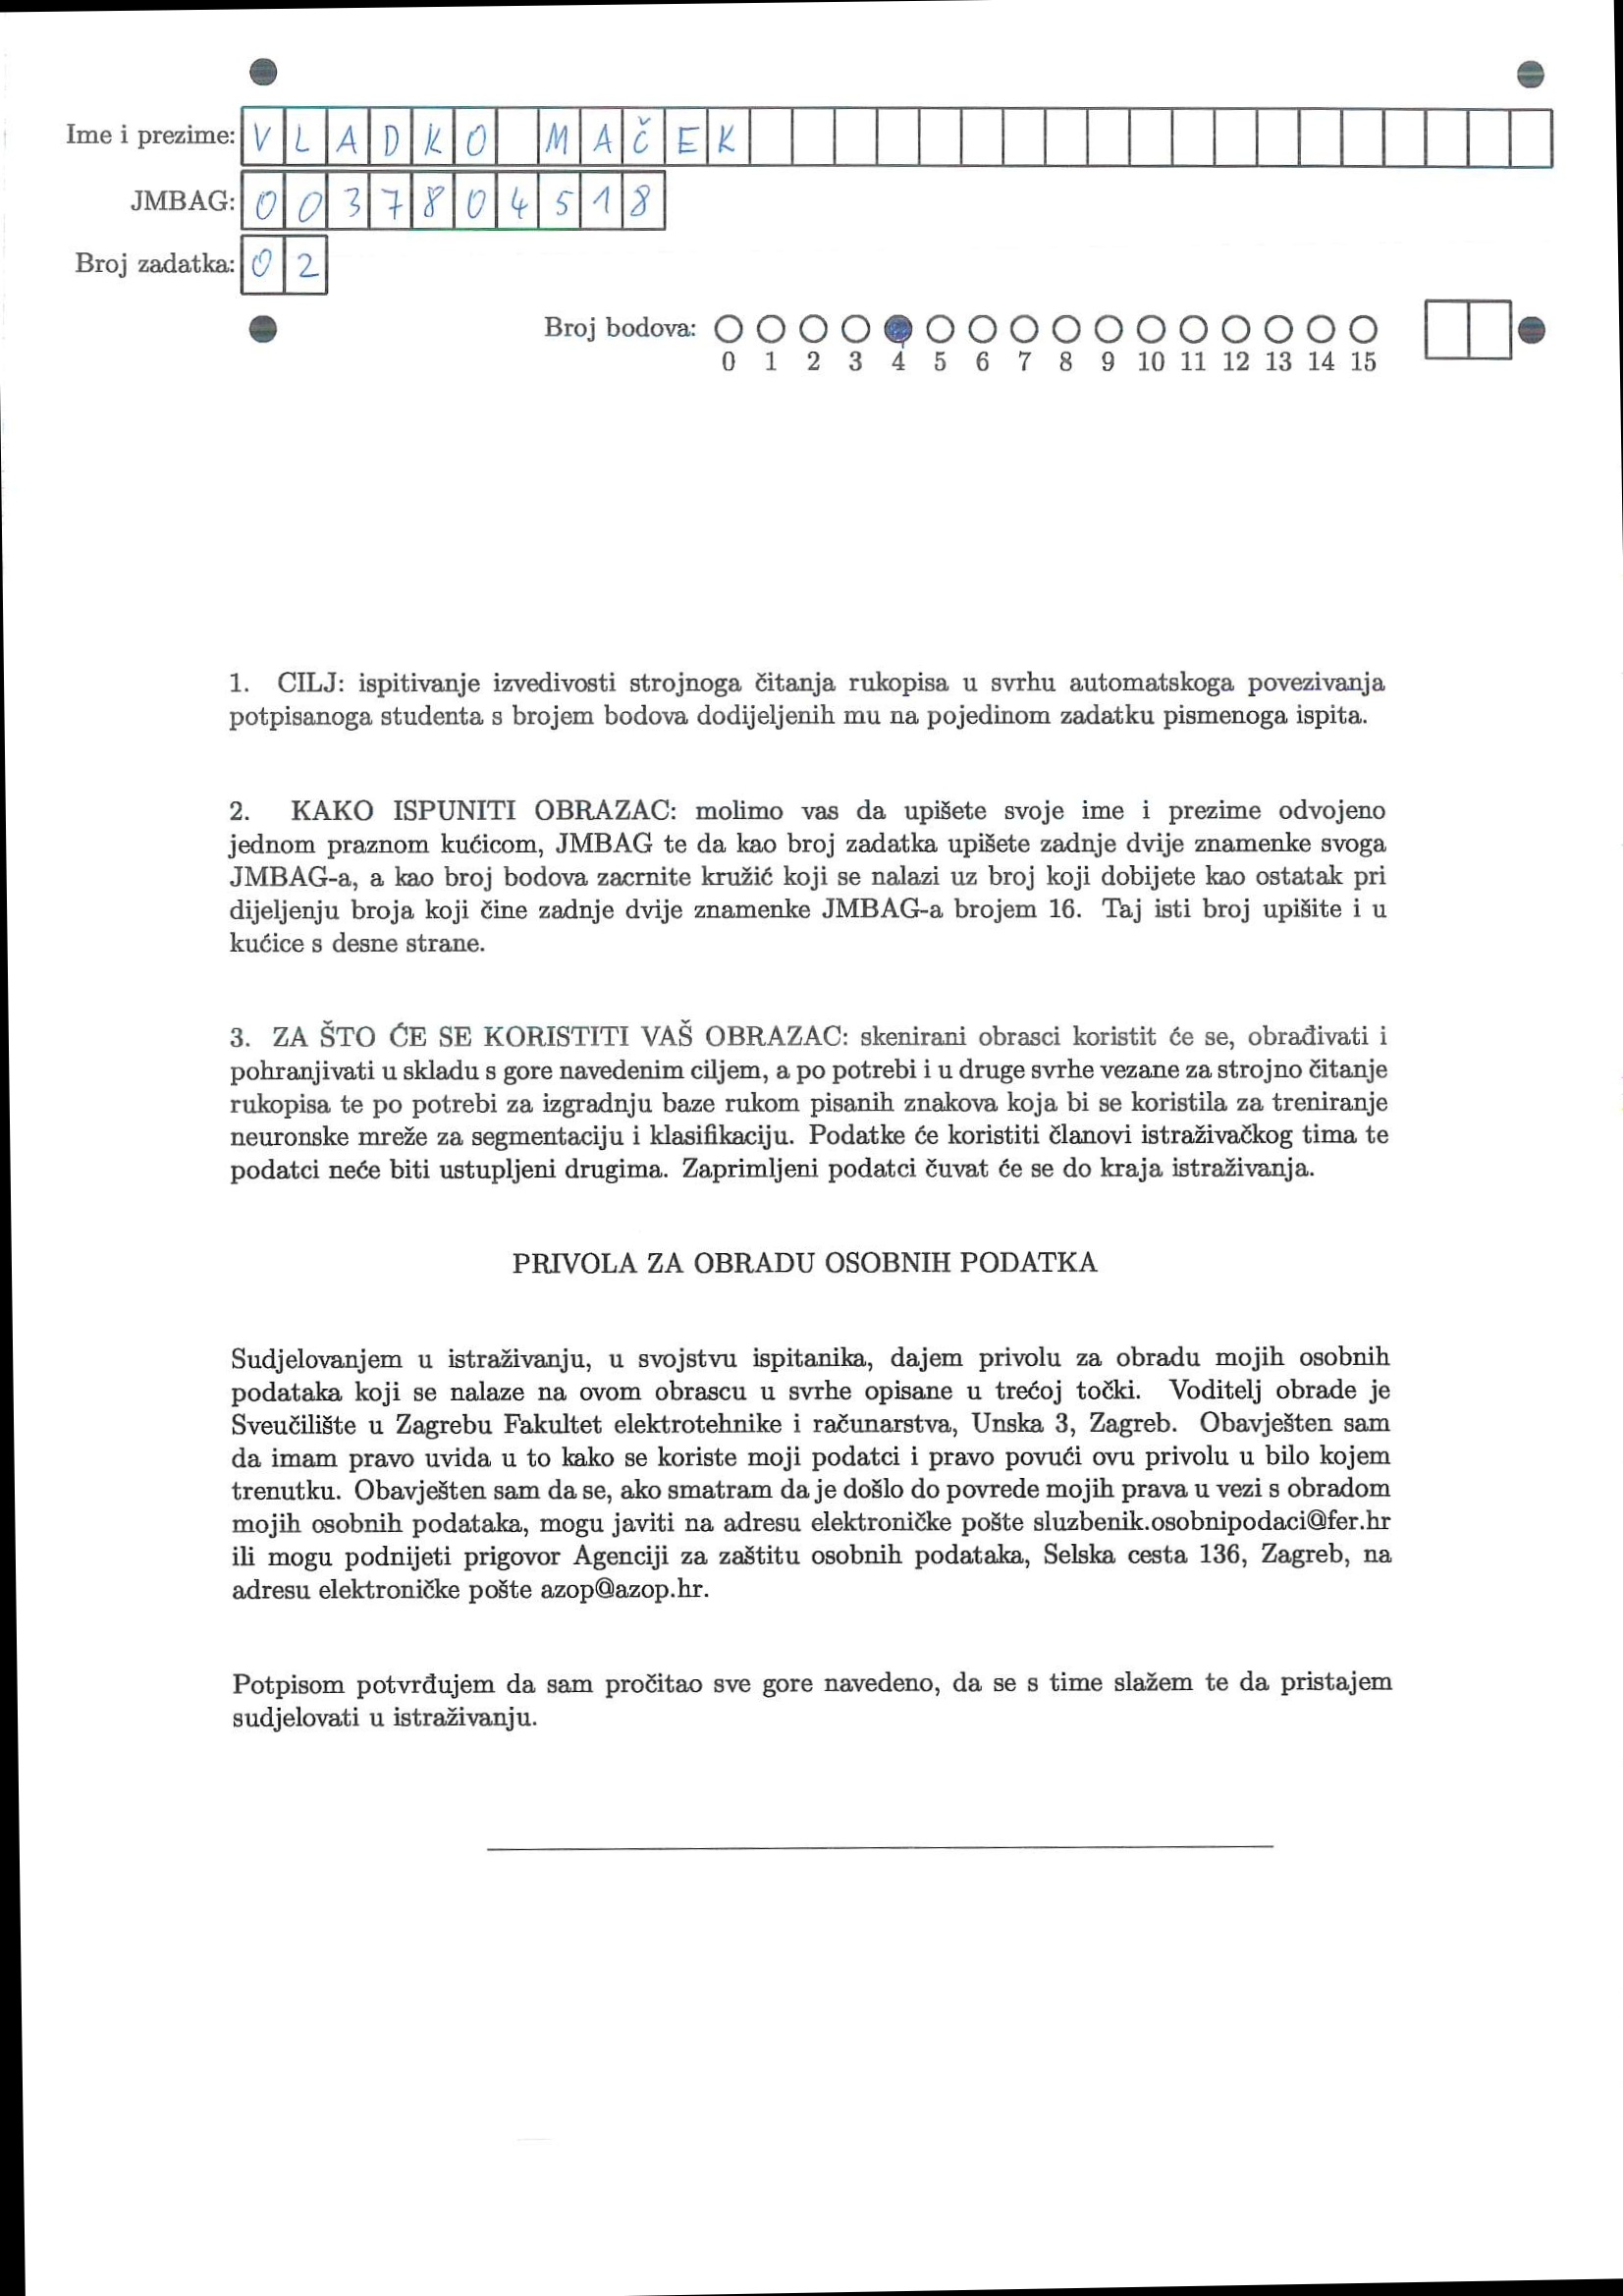 Ime i prezime: VLADKO MAČEK
JMBAG: 0037804518
Broj zadatka: 02
Broj bodova:
0 1 2 3 4 5 6 7 8 9 10 11 12 13 14 15
1. CILJ: ispitivanje izvedivosti strojnoga čitanja rukopisa u svrhu automatskoga povezivanja
potpisanoga studenta s brojem bodova dodijeljenih mu na pojedinom zadatku pismenoga ispita.
2. KAKO ISPUNITI OBRAZAC: molimo vas da upišete svoje ime i prezime odvojeno
jednom praznom kućicom, JMBAG te da kao broj zadatka upišete zadnje dvije znamenke svoga
JMBAG-a, a kao broj bodova zacrnite kružić koji se nalazi uz broj koji dobijete kao ostatak pri
dijeljenju broja koji čine zadnje dvije znamenke JMBAG-a brojem 16. Taj isti broj upišite i u
kućice s desne strane.
3. ZA ŠTO ĆE SE KORISTITI VAŠ OBRAZAC: skenirani obrasci koristit će se, obrađivati i
pohranjivati u skladu s gore navedenim ciljem, a po potrebi i u druge svrhe vezane za strojno čitanje
rukopisa te po potrebi za izgradnju baze rukom pisanih znakova koja bi se koristila za treniranje
neuronske mreže za segmentaciju i klasifikaciju. Podatke će koristiti članovi istraživačkog tima te
podatci neće biti ustupljeni drugima. Zaprimljeni podatci čuvat će se do kraja istraživanja.
PRIVOLA ZA OBRADU OSOBNIH PODATKA
Sudjelovanjem u istraživanju, u svojstvu ispitanika, dajem privolu za obradu mojih osobnih
podataka koji se nalaze na ovom obrascu u svrhe opisane u trećoj točki. Voditelj obrade je
Sveučilište u Zagrebu Fakultet elektrotehnike i računarstva, Unska 3, Zagreb. Obavješten sam
da imam pravo uvida u to kako se koriste moji podatci i pravo povući ovu privolu u bilo kojem
trenutku. Obavješten sam da se, ako smatram da je došlo do povrede mojih prava u vezi s obradom
mojih osobnih podataka, mogu javiti na adresu elektroničke pošte sluzbenik.osobnipodaci@fer.hr
ili mogu podnijeti prigovor Agenciji za zaštitu osobnih podataka, Selska cesta 136, Zagreb, na
adresu elektroničke pošte azop@azop.hr.
Potpisom potvrđujem da sam pročitao sve gore navedeno, da se s time slažem te da pristajem
sudjelovati u istraživanju.